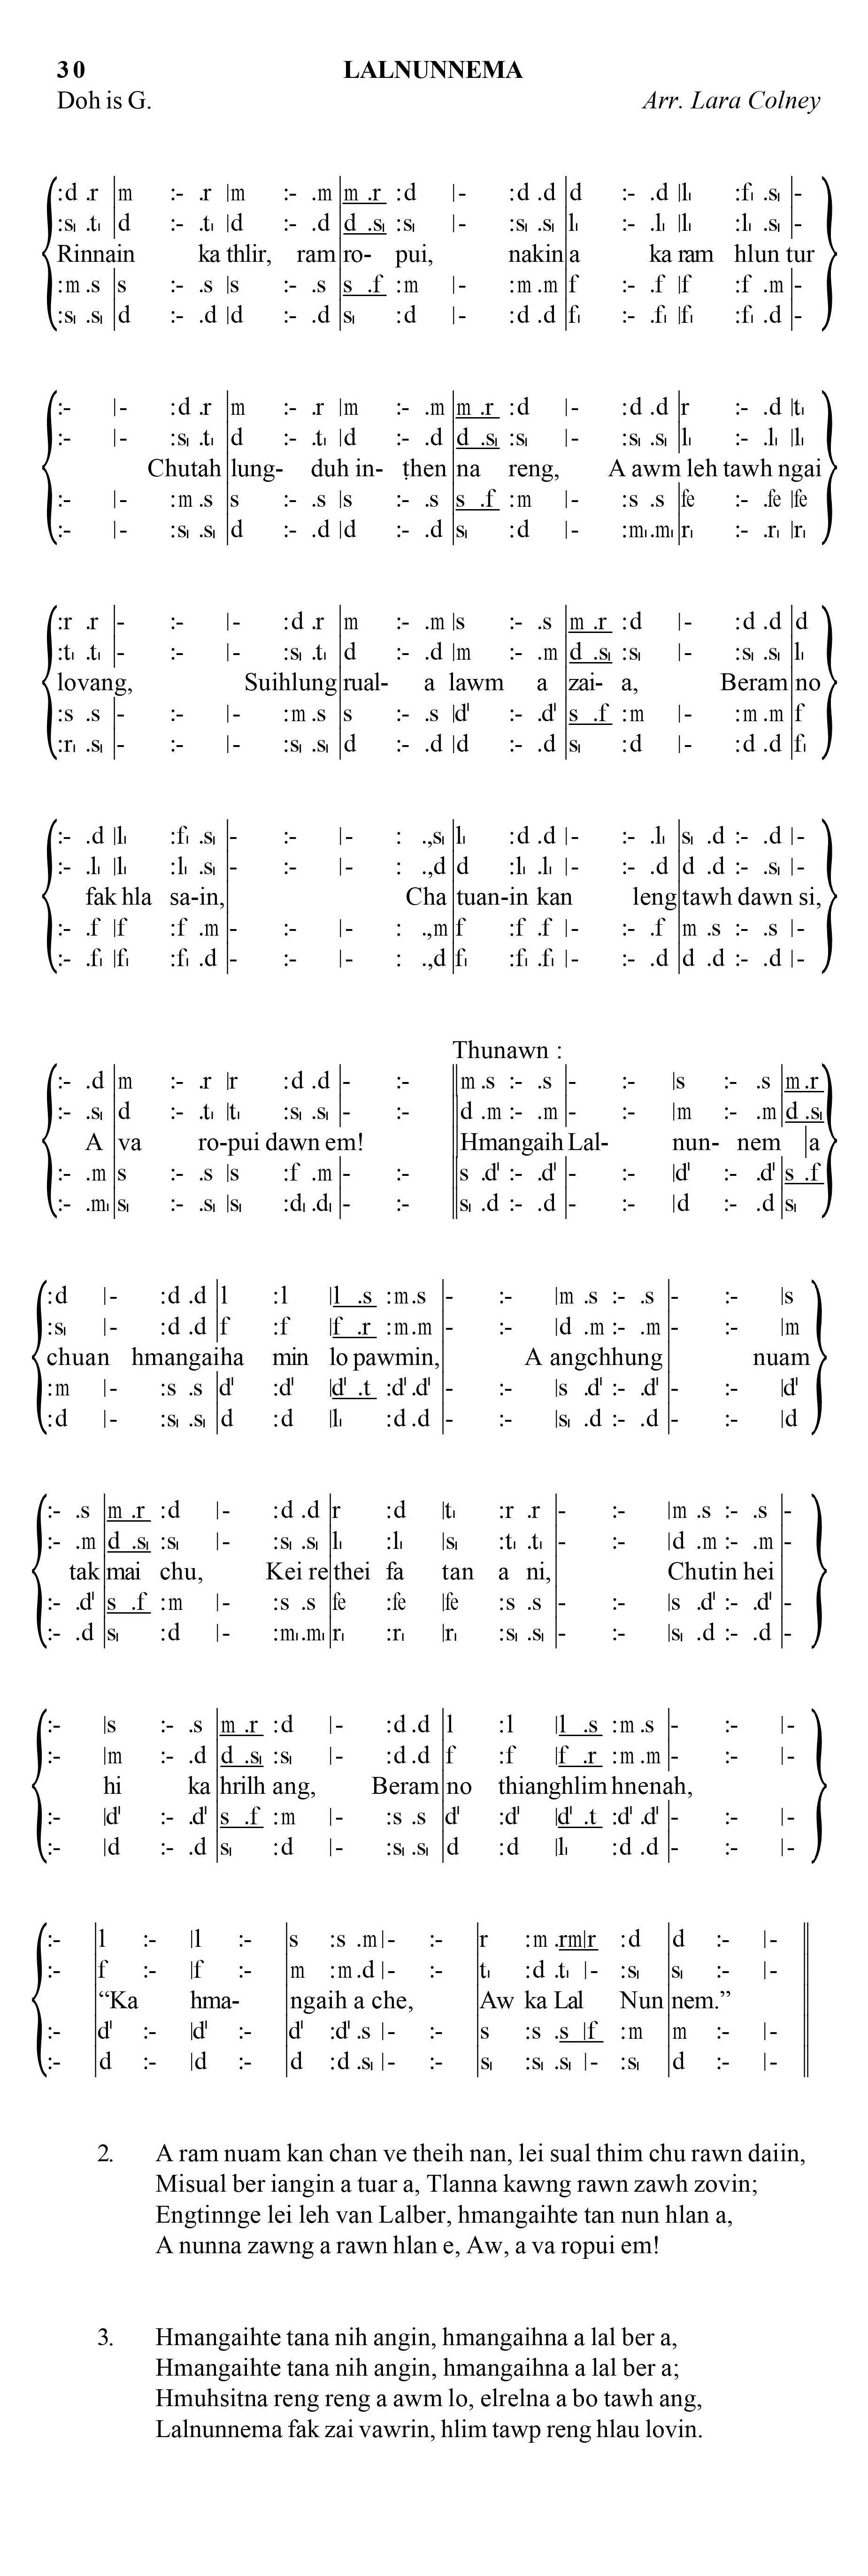 30 LALNUNNEMA
Doh is G. Arr. Lara Colney
:d .r |m :- .r |m :- .m |m .r :d |- :d .d |d :- .d |l₁ :f₁ .s₁ |-
:s₁ .t₁ |d :- .t₁ |d :- .d |d .s₁ :s₁ |- :s₁ .s₁ |l₁ :- .l₁ |l₁ :l₁ .s₁ |-
Rinnain ka thlir, ram ro- pui, nakin a ka ram hlun tur
:m .s |s :- .s |s :- .s |s .f :m |- :m .m |f :- .f |f :f .m |-
:s₁ .s₁ |d :- .d |d :- .d |s₁ :d |- :d .d |f₁ :- .f₁ |f₁ :f₁ .d |-
:- |- :d .r |m :- .r |m :- .m |m .r :d |- :d .d |r :- .d |t₁
:- |- :s₁ .t₁ |d :- .t₁ |d :- .d |d .s₁ :s₁ |- :s₁ .s₁ |l₁ :- .l₁ |l₁
Chutah lung- duh in- ṭhen na reng, A awm leh tawh ngai
:- |- :m .s |s :- .s |s :- .s |s .f :m |- :s .s |fe :- .fe |fe
:- |- :s₁ .s₁ |d :- .d |d :- .d |s₁ :d |- :m₁.m₁ |r₁ :- .r₁ |r₁
:r .r |- :- |- :d .r |m :- .m |s :- .s |m .r :d |- :d .d |d
:t₁ .t₁ |- :- |- :s₁ .t₁ |d :- .d |m :- .m |d .s₁ :s₁ |- :s₁ .s₁ |l₁
lovang, Suihlung rual- a lawm a zai- a, Beram no
:s .s |- :- |- :m .s |s :- .s |d' :- .d' |s .f :m |- :m .m |f
:r₁ .s₁ |- :- |- :s₁ .s₁ |d :- .d |d :- .d |s₁ :d |- :d .d |f₁
:- .d |l₁ :f₁ .s₁ |- :- |- : .,s₁ |l₁ :d .d |- :- .l₁ |s₁ .d :- .d |-
:- .l₁ |l₁ :l₁ .s₁ |- :- |- : .,d |d :l₁ .l₁ |- :- .d |d .d :- .s₁ |-
fak hla sa-in, Cha tuan-in kan leng tawh dawn si,
:- .f |f :f .m |- :- |- : .,m |f :f .f |- :- .f |m .s :- .s |-
:- .f₁ |f₁ :f₁ .d |- :- |- : .,d |f₁ :f₁ .f₁ |- :- .d |d .d :- .d |-
Thunawn :
:- .d |m :- .r |r :d .d |- :- ||m .s :- .s |- :- |s :- .s |m .r
:- .s₁ |d :- .t₁ |t₁ :s₁ .s₁ |- :- ||d .m :- .m |- :- |m :- .m |d .s₁
A va ro-pui dawn em! Hmangaih Lal- nun- nem a
:- .m |s :- .s |s :f .m |- :- ||s .d' :- .d' |- :- |d' :- .d' |s .f
:- .m₁ |s₁ :- .s₁ |s₁ :d₁ .d₁ |- :- ||s₁ .d :- .d |- :- |d :- .d |s₁
:d |- :d .d |l :l |l .s :m.s |- :- |m .s :- .s |- :- |s
:s₁ |- :d .d |f :f |f .r :m.m |- :- |d .m :- .m |- :- |m
chuan hmangaiha min lo pawmin, A angchhung nuam
:m |- :s .s |d' :d' |d' .t :d'.d' |- :- |s .d' :- .d' |- :- |d'
:d |- :s₁ .s₁ |d :d |l₁ :d .d |- :- |s₁ .d :- .d |- :- |d
:- .s |m .r :d |- :d .d |r :d |t₁ :r .r |- :- |m .s :- .s |-
:- .m |d .s₁ :s₁ |- :s₁ .s₁ |l₁ :l₁ |s₁ :t₁ .t₁ |- :- |d .m :- .m |-
tak mai chu, Kei re thei fa tan a ni, Chutin hei
:- .d' |s .f :m |- :s .s |fe :fe |fe :s .s |- :- |s .d' :- .d' |-
:- .d |s₁ :d |- :m₁.m₁ |r₁ :r₁ |r₁ :s₁ .s₁ |- :- |s₁ .d :- .d |-
:- |s :- .s |m .r :d |- :d .d |l :l |l .s :m .s |- :- |-
:- |m :- .d |d .s₁ :s₁ |- :d .d |f :f |f .r :m .m |- :- |-
hi ka hrilh ang, Beram no thianghlim hnenah,
:- |d' :- .d' |s .f :m |- :s .s |d' :d' |d' .t :d' .d' |- :- |-
:- |d :- .d |s₁ :d |- :s₁ .s₁ |d :d |l₁ :d .d |- :- |-
:- |l :- |l :- |s :s .m |- :- |r :m .rm|r :d |d :- |-
:- |f :- |f :- |m :m .d |- :- |t₁ :d .t₁ |- :s₁ |s₁ :- |-
“Ka hma- ngaih a che, Aw ka Lal Nun nem.”
:- |d' :- |d' :- |d' :d' .s |- :- |s :s .s |f :m |m :- |-
:- |d :- |d :- |d :d .s₁ |- :- |s₁ :s₁ .s₁ |- :s₁ |d :- |-
2. A ram nuam kan chan ve theih nan, lei sual thim chu rawn daiin,
Misual ber iangin a tuar a, Tlanna kawng rawn zawh zovin;
Engtinnge lei leh van Lalber, hmangaihte tan nun hlan a,
A nunna zawng a rawn hlan e, Aw, a va ropui em!
3. Hmangaihte tana nih angin, hmangaihna a lal ber a,
Hmangaihte tana nih angin, hmangaihna a lal ber a;
Hmuhsitna reng reng a awm lo, elrelna a bo tawh ang,
Lalnunnema fak zai vawrin, hlim tawp reng hlau lovin.